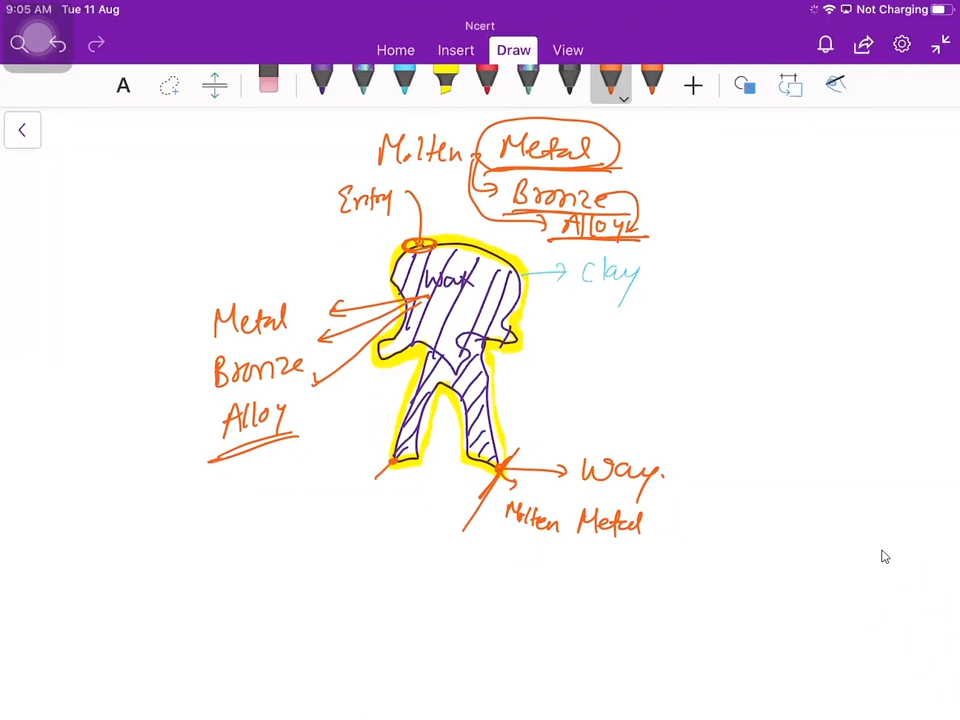 9:05 AM Tue 11 Aug
Not Charging
Ncert
Home Insert Draw View
A
Molten Metal
Bronze
Alloy
Entry
Wax
Clay
Metal
Bronze
Alloy
Way.
Molten Metal